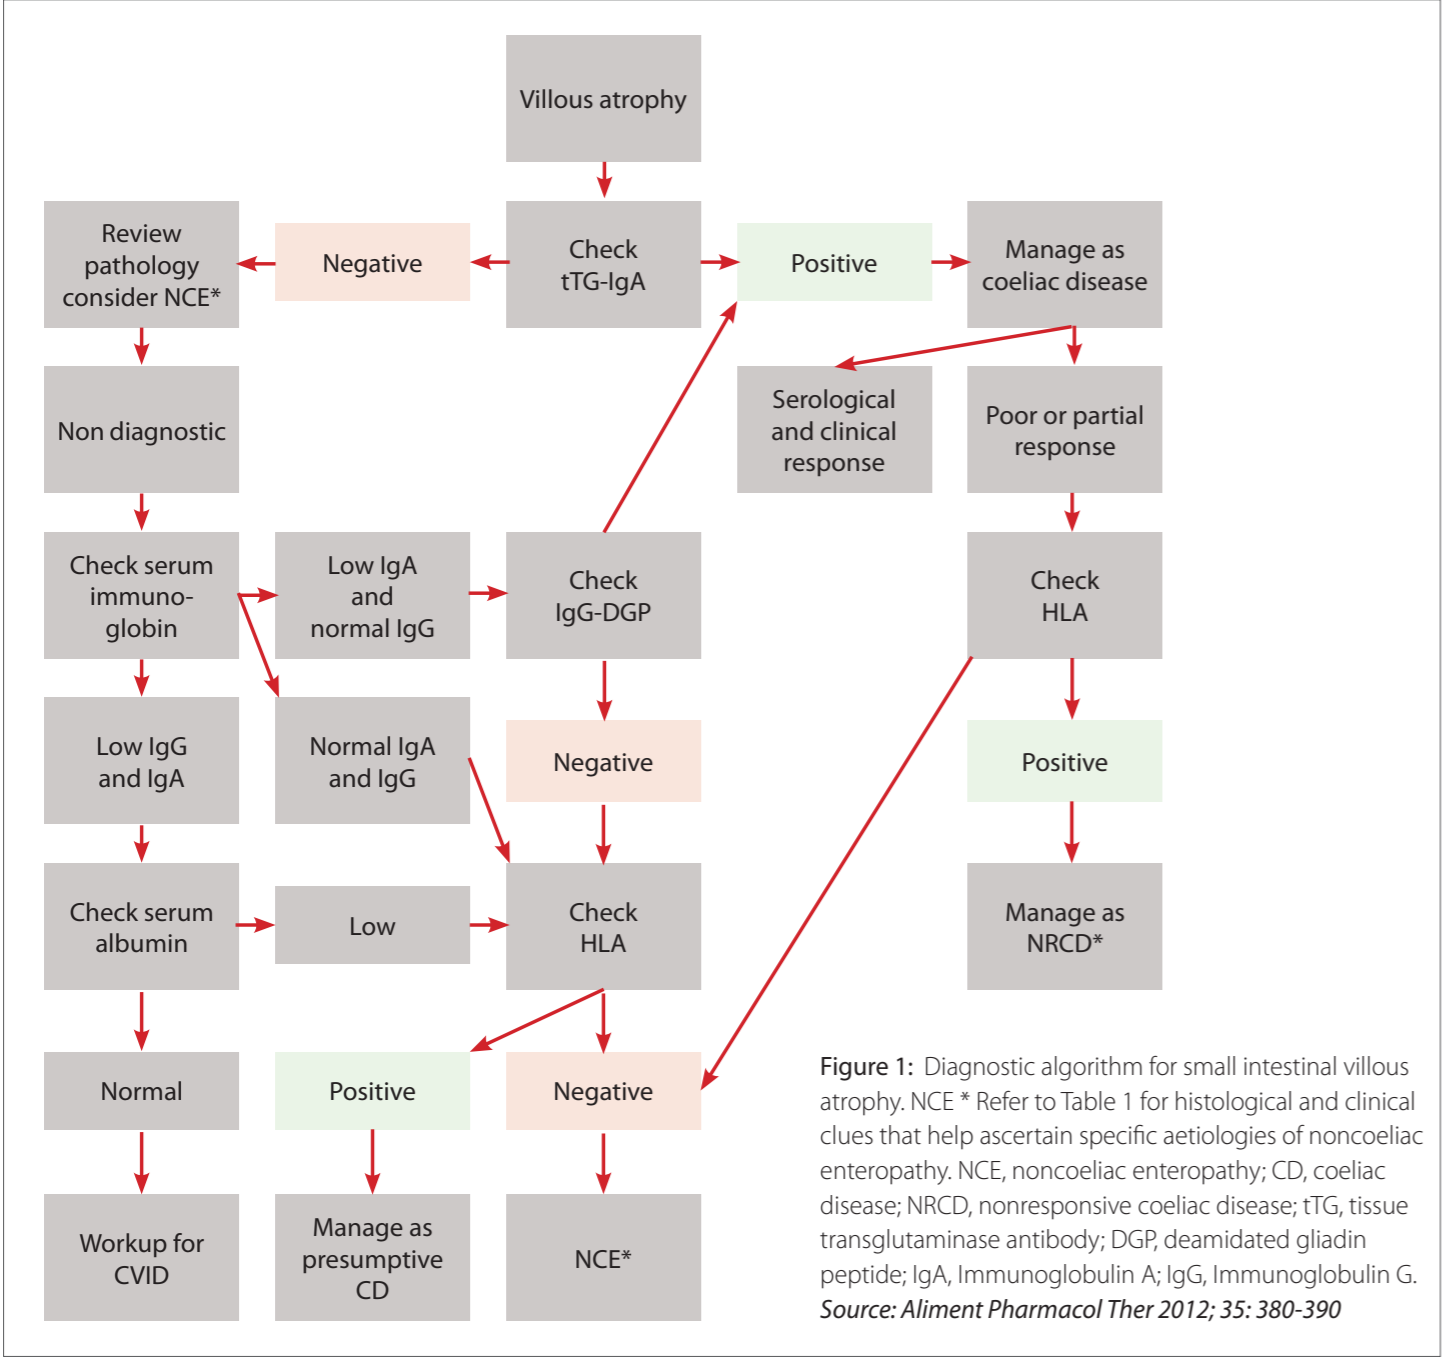 Villous atrophy
Review
pathology
consider NCE*
Negative
Check
tTG-IgA
Positive
Manage as
coeliac disease
Non diagnostic
Serological
and clinical
response
Poor or partial
response
Check serum
immuno-
globin
Low IgA
and
normal IgG
Check
IgG-DGP
Check
HLA
Low IgG
and IgA
Normal IgA
and IgG
Negative
Positive
Check serum
albumin
Low
Check
HLA
Manage as
NRCD*
Normal
Positive
Negative
Workup for
CVID
Manage as
presumptive
CD
NCE*
Figure 1: Diagnostic algorithm for small intestinal villous
atrophy. NCE * Refer to Table 1 for histological and clinical
clues that help ascertain specific aetiologies of noncoeliac
enteropathy. NCE, noncoeliac enteropathy; CD, coeliac
disease; NRCD, nonresponsive coeliac disease; tTG, tissue
transglutaminase antibody; DGP, deamidated gliadin
peptide; IgA, Immunoglobulin A; IgG, Immunoglobulin G.
Source: Aliment Pharmacol Ther 2012; 35: 380-390